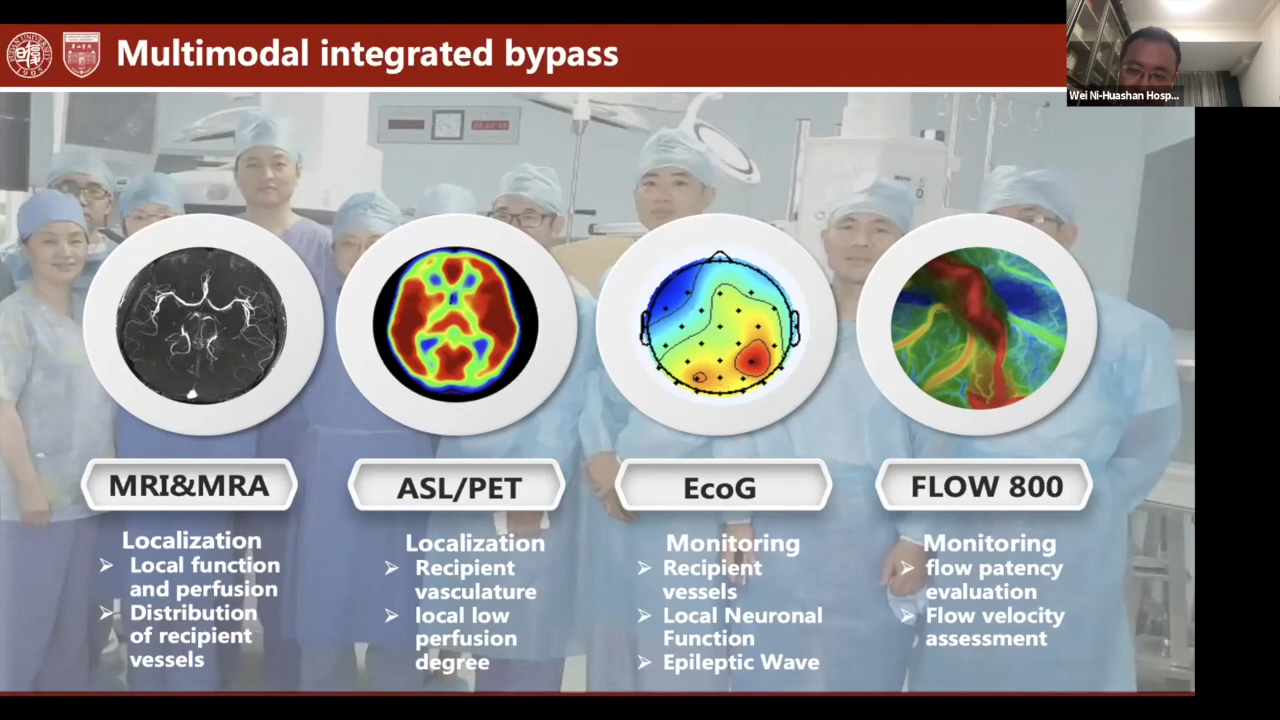 Multimodal integrated bypass
Wei Ni-Huashan Hosp...
MRI&MRA
Localization
➢ Local function
and perfusion
➢ Distribution
of recipient
vessels
ASL/PET
Localization
➢ Recipient
vasculature
➢ local low
perfusion
degree
EcoG
Monitoring
➢ Recipient
vessels
➢ Local Neuronal
Function
➢ Epileptic Wave
FLOW 800
Monitoring
➢ flow patency
evaluation
➢ Flow velocity
assessment